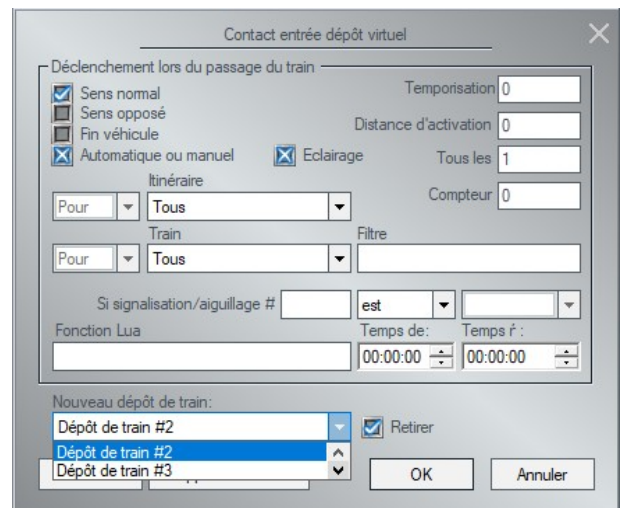 Contact entrée dépôt virtuel
Déclenchement lors du passage du train
Sens normal
Temporisation 0
Sens opposé
Fin véhicule
Distance d'activation 0
Automatique ou manuel
Eclairage
Tous les 1
Itinéraire
Compteur 0
Pour
Tous
Train
Filtre
Pour
Tous
Si signalisation/aiguillage #
est
Fonction Lua
Temps de:
Temps ŕ :
00:00:00
00:00:00
Nouveau dépôt de train:
Dépôt de train #2
Retirer
Dépôt de train #2
Dépôt de train #3
OK
Annuler